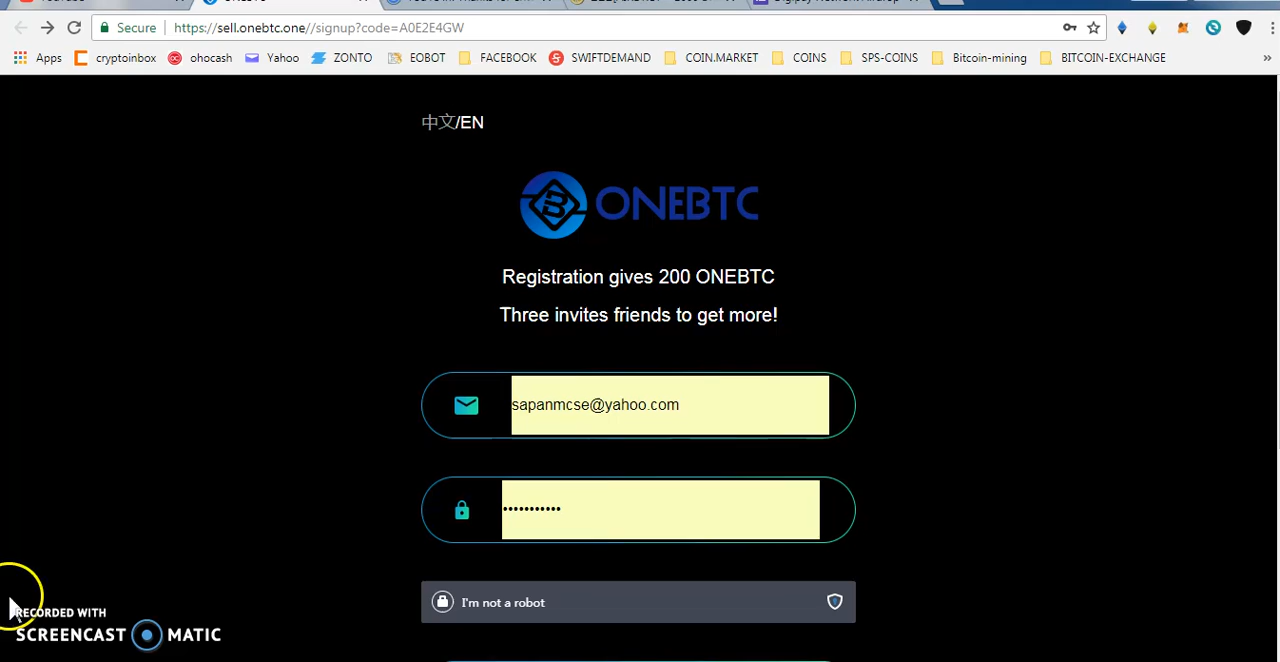 Secure
https://sell.onebtc.one//signup?code=A0E2E4GW
Apps cryptoinbox ohocash Yahoo ZONTO EOBOT FACEBOOK SWIFTDEMAND COIN.MARKET COINS SPS-COINS Bitcoin-mining BITCOIN-EXCHANGE »
中文/EN
ONEBTC
Registration gives 200 ONEBTC
Three invites friends to get more!
sapanmcse@yahoo.com
•••••••••••
I'm not a robot
RECORDED WITH
SCREENCAST MATIC